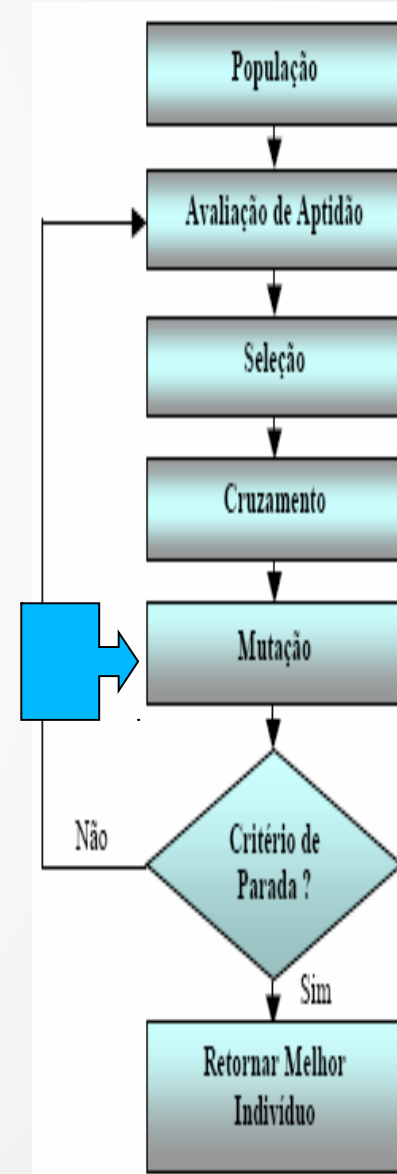 População
Avaliação de Aptidão
Seleção
Cruzamento
Mutação
Não
Critério de
Parada ?
Sim
Retornar Melhor
Indivíduo